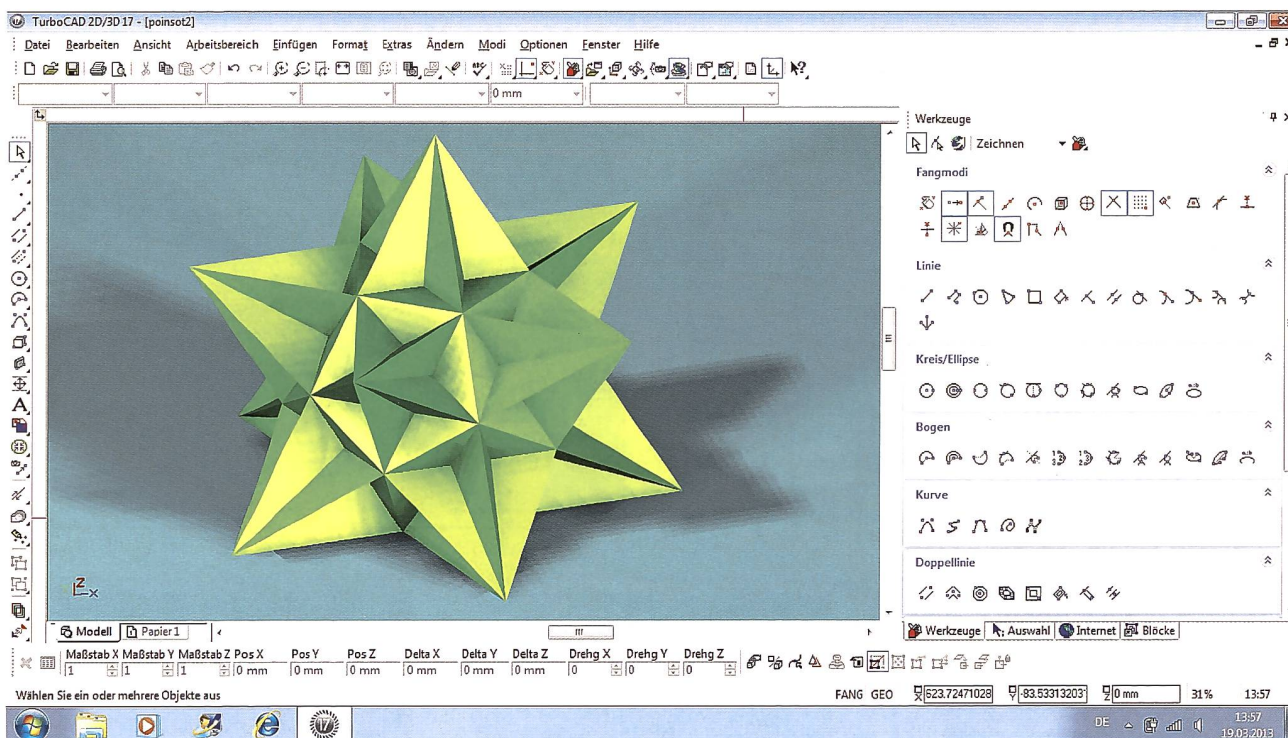 TurboCAD 2D/3D 17 - [poinsot2]
Datei Bearbeiten Ansicht Arbeitsbereich Einfügen Format Extras Ändern Modi Optionen Fenster Hilfe
0 mm
Werkzeuge
Zeichnen
Fangmodi
Linie
Kreis/Ellipse
Bogen
Kurve
Doppellinie
Z
X
Modell Papier 1
Werkzeuge Auswahl Internet Blöcke
Maßstab X Maßstab Y Maßstab Z Pos X Pos Y Pos Z Delta X Delta Y Delta Z Drehg X Drehg Y Drehg Z
1 1 1 0 mm 0 mm 0 mm 0 mm 0 mm 0 mm 0 0 0
Wählen Sie ein oder mehrere Objekte aus
FANG GEO 623.72471028 -83.53313203 0 mm 31% 13:57
17 DE 13:57
19.03.2013